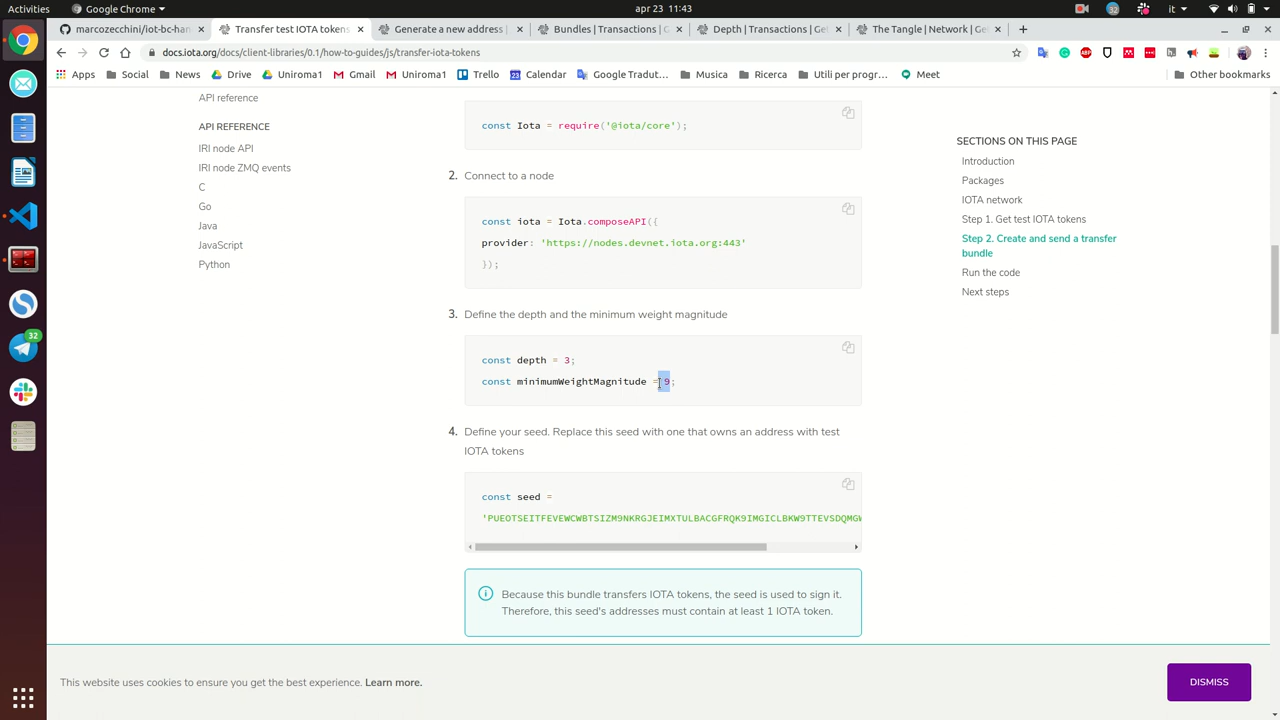 Activities
Google Chrome
apr 23 11:43
32
it
marcozecchini/iot-bc-han
Transfer test IOTA tokens
Generate a new address
Bundles | Transactions | G
Depth | Transactions | Get
The Tangle | Network | Ge
docs.iota.org/docs/client-libraries/0.1/how-to-guides/js/transfer-iota-tokens
Apps
Social
News
Drive
Uniroma1
Gmail
Uniroma1
Trello
Calendar
Google Tradut...
Musica
Ricerca
Utili per progr...
Meet
Other bookmarks
API reference
API REFERENCE
IRI node API
IRI node ZMQ events
C
Go
Java
JavaScript
Python
const Iota = require('@iota/core');
2. Connect to a node
const iota = Iota.composeAPI({
provider: 'https://nodes.devnet.iota.org:443'
});
3. Define the depth and the minimum weight magnitude
const depth = 3;
const minimumWeightMagnitude = 9;
4. Define your seed. Replace this seed with one that owns an address with test
IOTA tokens
const seed =
'PUEOTSEITFEVEWCWBTSIZM9NKRGJEIMXTULBACGFRQK9IMGICLBKW9TTEVSDQMGW
Because this bundle transfers IOTA tokens, the seed is used to sign it.
Therefore, this seed's addresses must contain at least 1 IOTA token.
SECTIONS ON THIS PAGE
Introduction
Packages
IOTA network
Step 1. Get test IOTA tokens
Step 2. Create and send a transfer
bundle
Run the code
Next steps
32
This website uses cookies to ensure you get the best experience. Learn more.
DISMISS